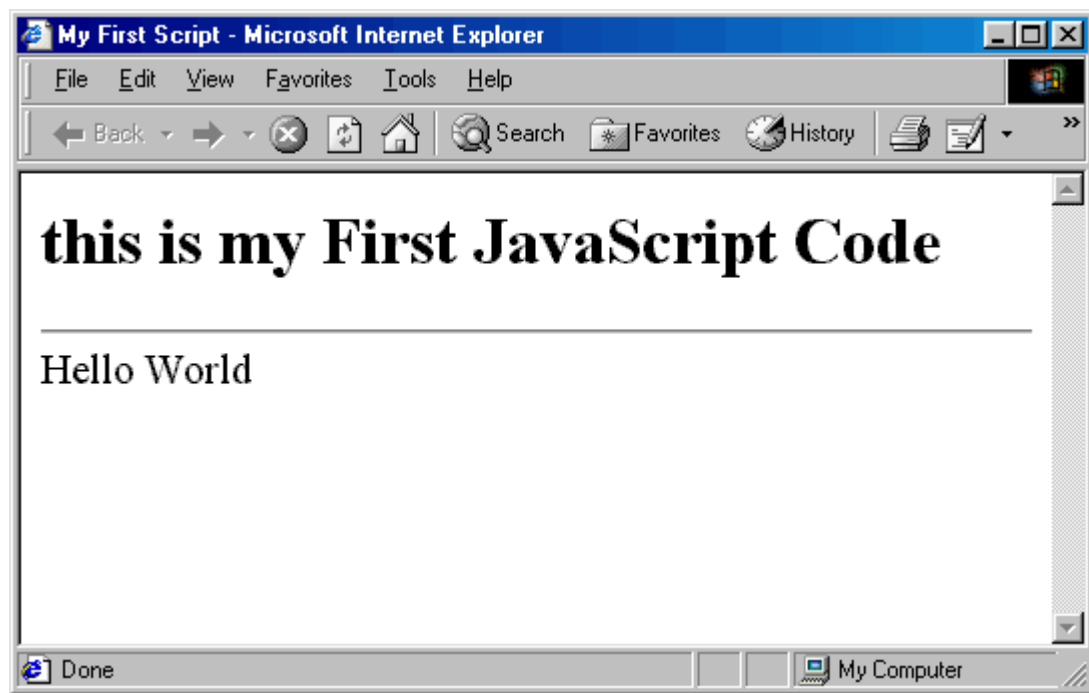 My First Script - Microsoft Internet Explorer
File Edit View Favorites Tools Help
Back Search Favorites History »
this is my First JavaScript Code
Hello World
Done My Computer